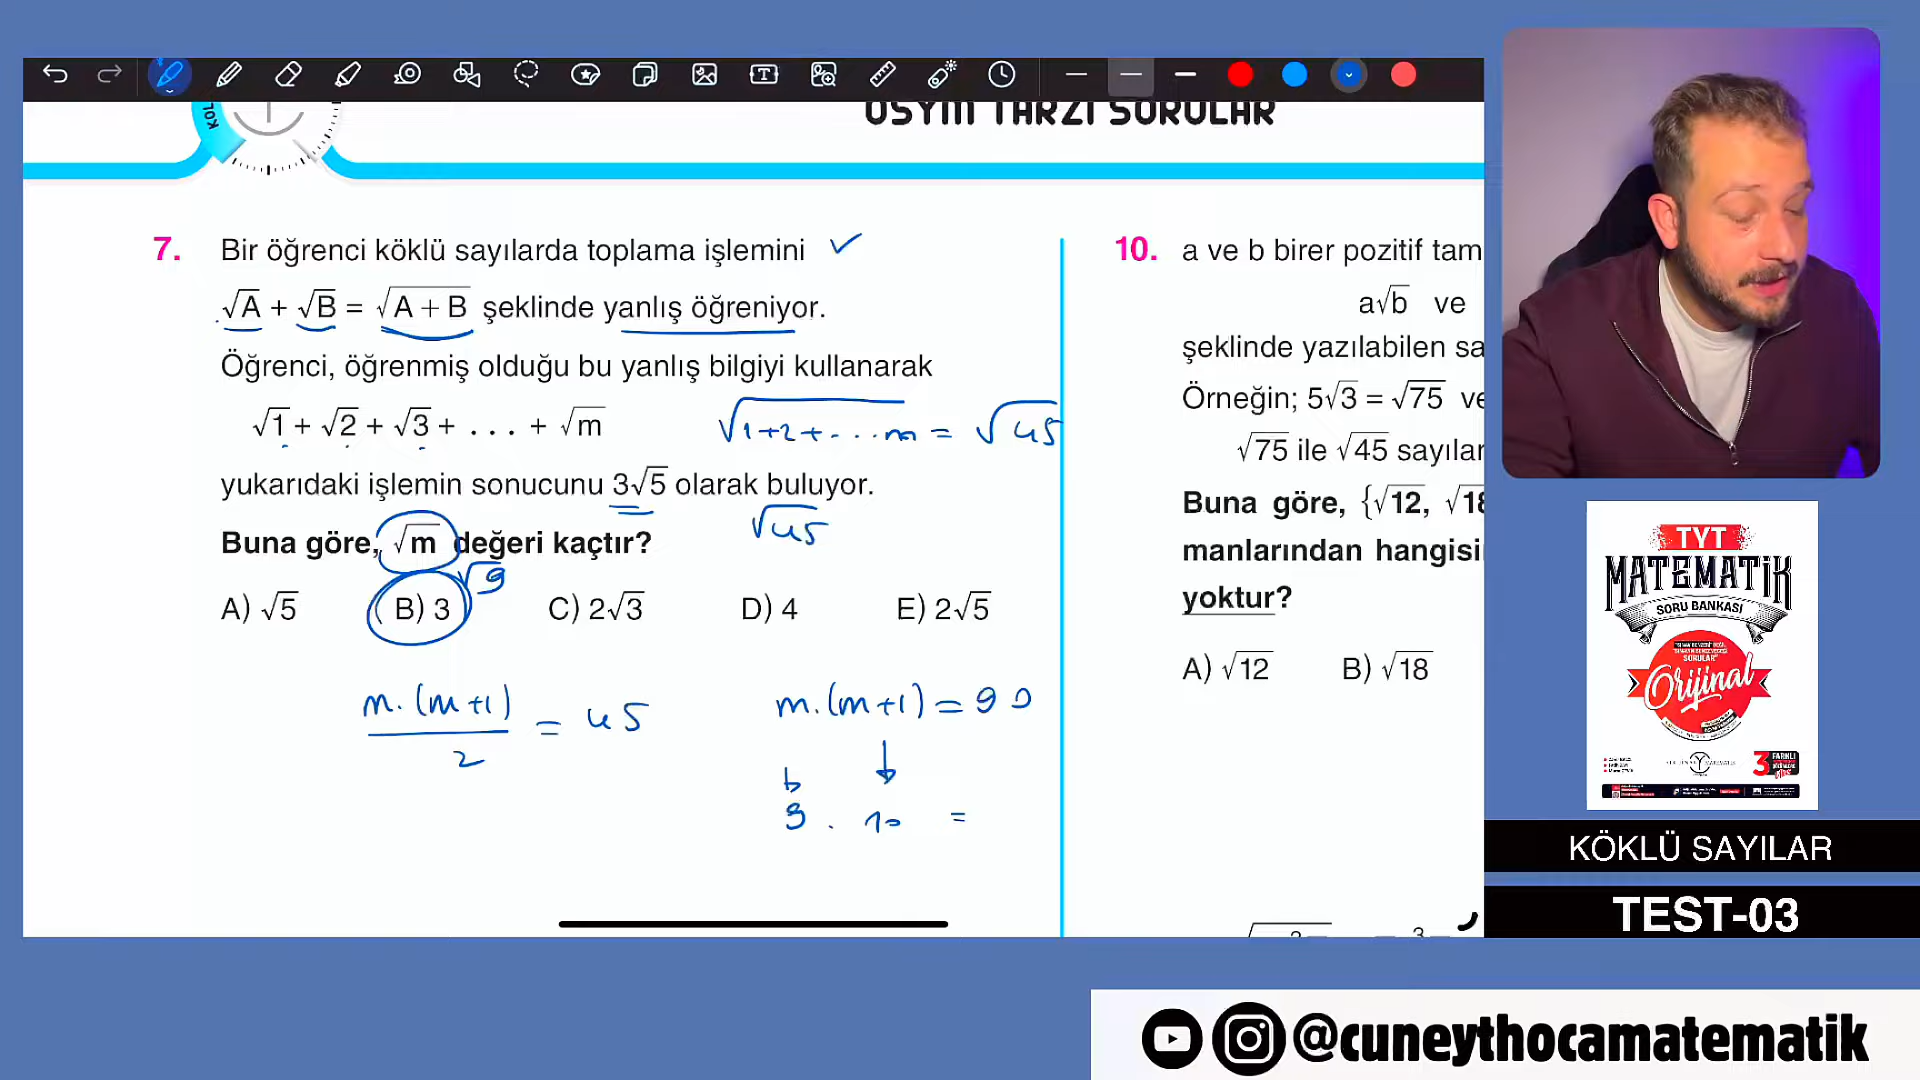 KOL
ÖSYM TARZI SORULAR
7. Bir öğrenci köklü sayılarda toplama işlemini ✓
√A + √B = √(A + B) şeklinde yanlış öğreniyor.
Öğrenci, öğrenmiş olduğu bu yanlış bilgiyi kullanarak
√1 + √2 + √3 + . . . + √m
√(1+2+...m) = √45
yukarıdaki işlemin sonucunu 3√5 olarak buluyor.
√45
Buna göre, √m değeri kaçtır?
√9
A) √5 B) 3 C) 2√3 D) 4 E) 2√5
m.(m+1)/2 = 45
m.(m+1) = 90
9 . 10 =
10. a ve b birer pozitif tam
a√b ve
şeklinde yazılabilen sa
Örneğin; 5√3 = √75 ve
√75 ile √45 sayılar
Buna göre, {√12, √18
manlarından hangisi
yoktur?
A) √12 B) √18
TYT
MATEMATİK
SORU BANKASI
Orijinal
3 FARKLI
KÖKLÜ SAYILAR
TEST-03
@cuneythocamatematik